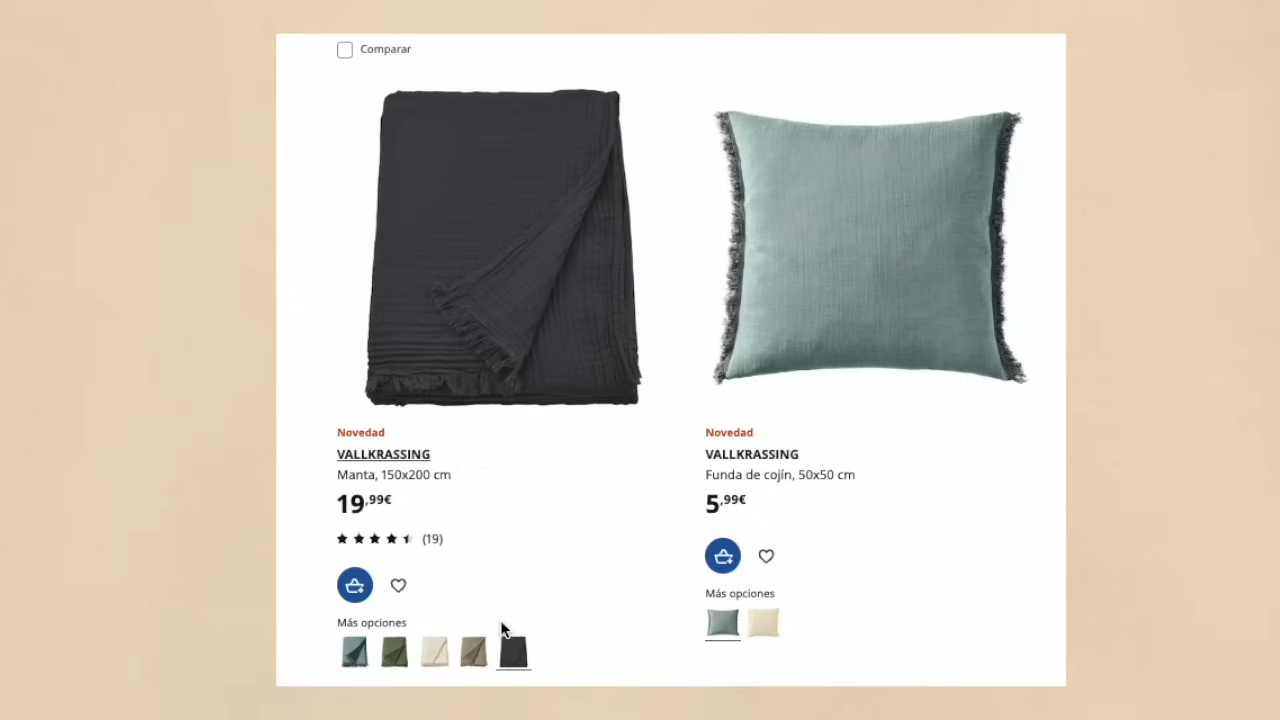 Comparar
Novedad
VALLKRASSING
Manta, 150x200 cm
19,99€
(19)
Más opciones
Novedad
VALLKRASSING
Funda de cojín, 50x50 cm
5,99€
Más opciones